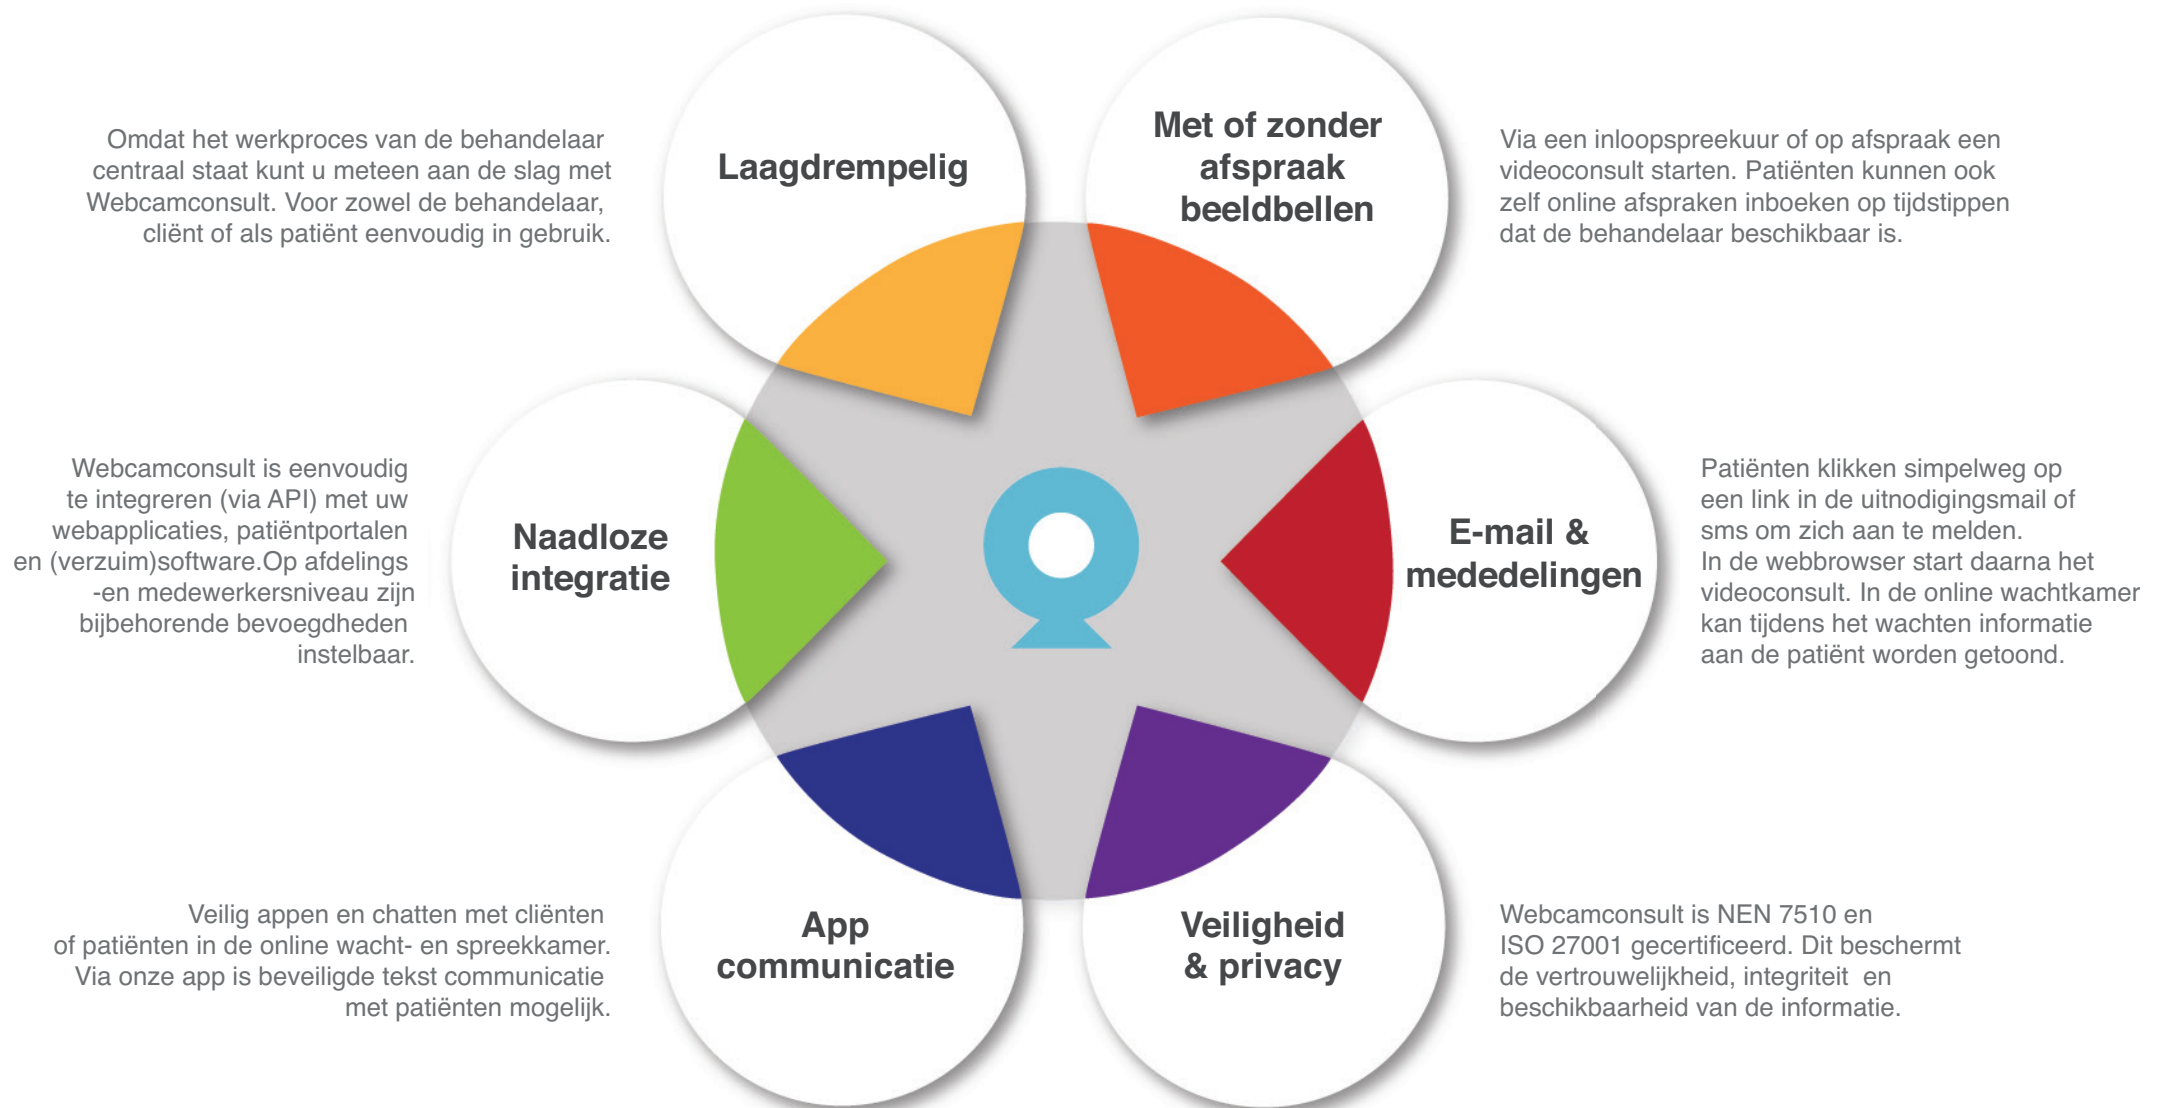 Omdat het werkproces van de behandelaar
centraal staat kunt u meteen aan de slag met
Webcamconsult. Voor zowel de behandelaar,
cliënt of als patiënt eenvoudig in gebruik.
Laagdrempelig
Met of zonder
afspraak
beeldbellen
Via een inloopspreekuur of op afspraak een
videoconsult starten. Patiënten kunnen ook
zelf online afspraken inboeken op tijdstippen
dat de behandelaar beschikbaar is.
Webcamconsult is eenvoudig
te integreren (via API) met uw
webapplicaties, patiëntportalen
en (verzuim)software.Op afdelings
-en medewerkersniveau zijn
bijbehorende bevoegdheden
instelbaar.
Naadloze
integratie
E-mail &
mededelingen
Patiënten klikken simpelweg op
een link in de uitnodigingsmail of
sms om zich aan te melden.
In de webbrowser start daarna het
videoconsult. In de online wachtkamer
kan tijdens het wachten informatie
aan de patiënt worden getoond.
Veilig appen en chatten met cliënten
of patiënten in de online wacht- en spreekkamer.
Via onze app is beveiligde tekst communicatie
met patiënten mogelijk.
App
communicatie
Veiligheid
& privacy
Webcamconsult is NEN 7510 en
ISO 27001 gecertificeerd. Dit beschermt
de vertrouwelijkheid, integriteit  en
beschikbaarheid van de informatie.